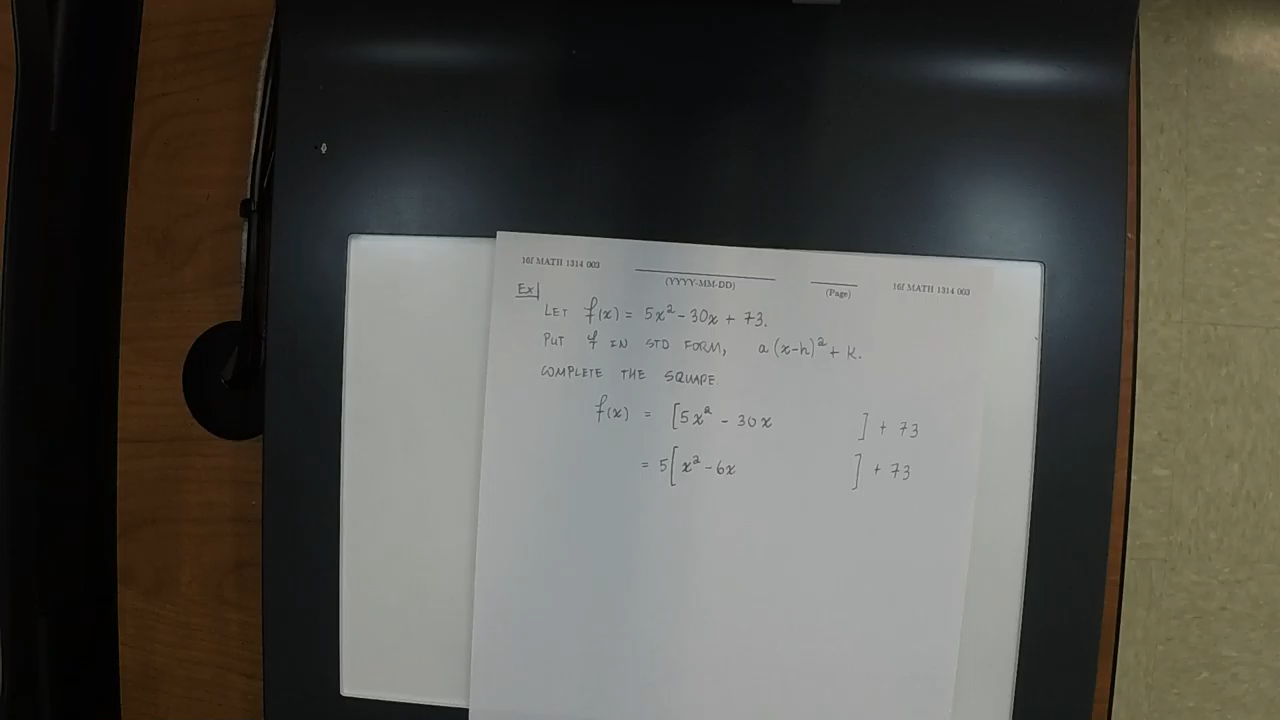 16f MATH 1314 003 (YYYY-MM-DD) (Page) 16f MATH 1314 003
Ex
LET f(x) = 5x² - 30x + 73.
PUT f IN STD FORM, a(x-h)² + k.
COMPLETE THE SQUARE.
f(x) = [5x² - 30x ] + 73
= 5[x² - 6x ] + 73